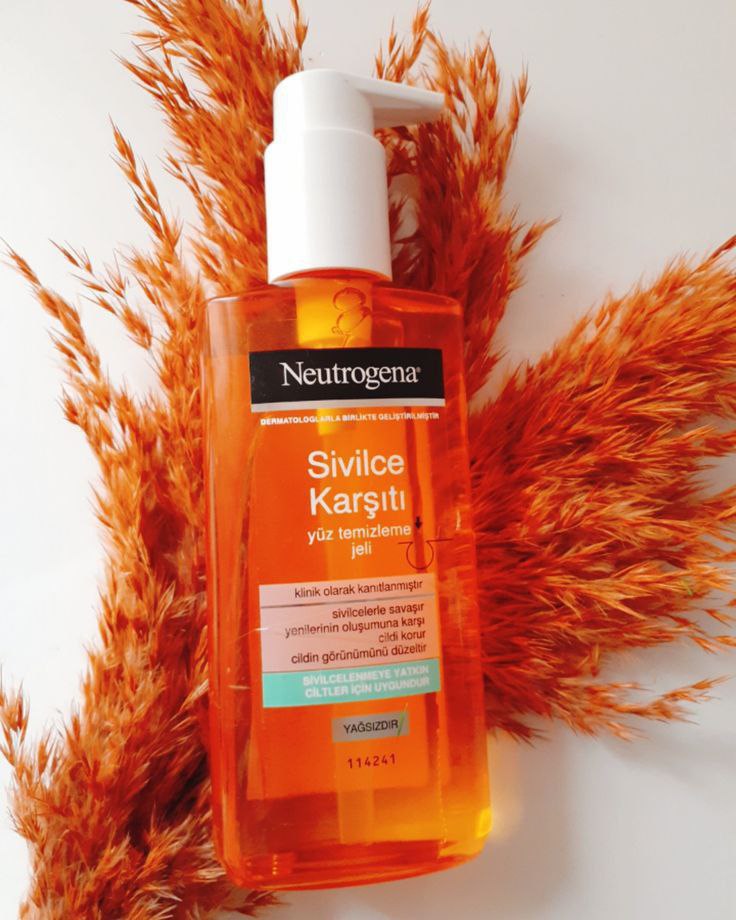 Neutrogena®
DERMATOLOGLARLA BİRLİKTE GELİŞTİRİLMİŞTİR
Sivilce
Karşıtı
yüz temizleme
jeli
klinik olarak kanıtlanmıştır
sivilcelerle savaşır
yenilerinin oluşumuna karşı
cildi korur
cildin görünümünü düzeltir
SİVİLCELENMEYE YATKIN
CİLTLER İÇİN UYGUNDUR
YAĞSIZDIR
114241